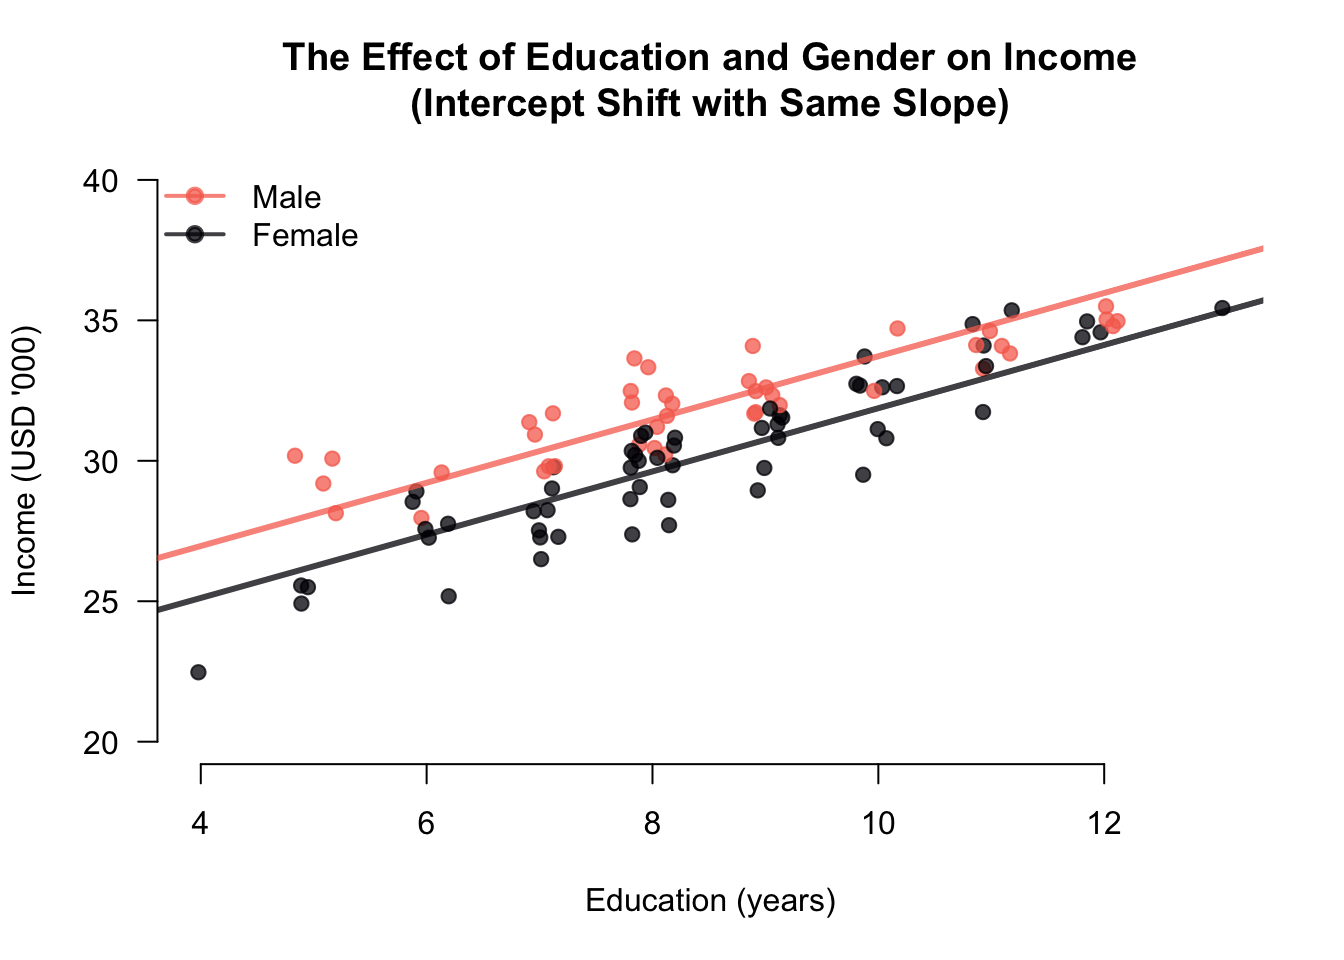 The Effect of Education and Gender on Income
(Intercept Shift with Same Slope)
Male
Female
40
35
30
25
20
Income (USD '000)
4 6 8 10 12
Education (years)